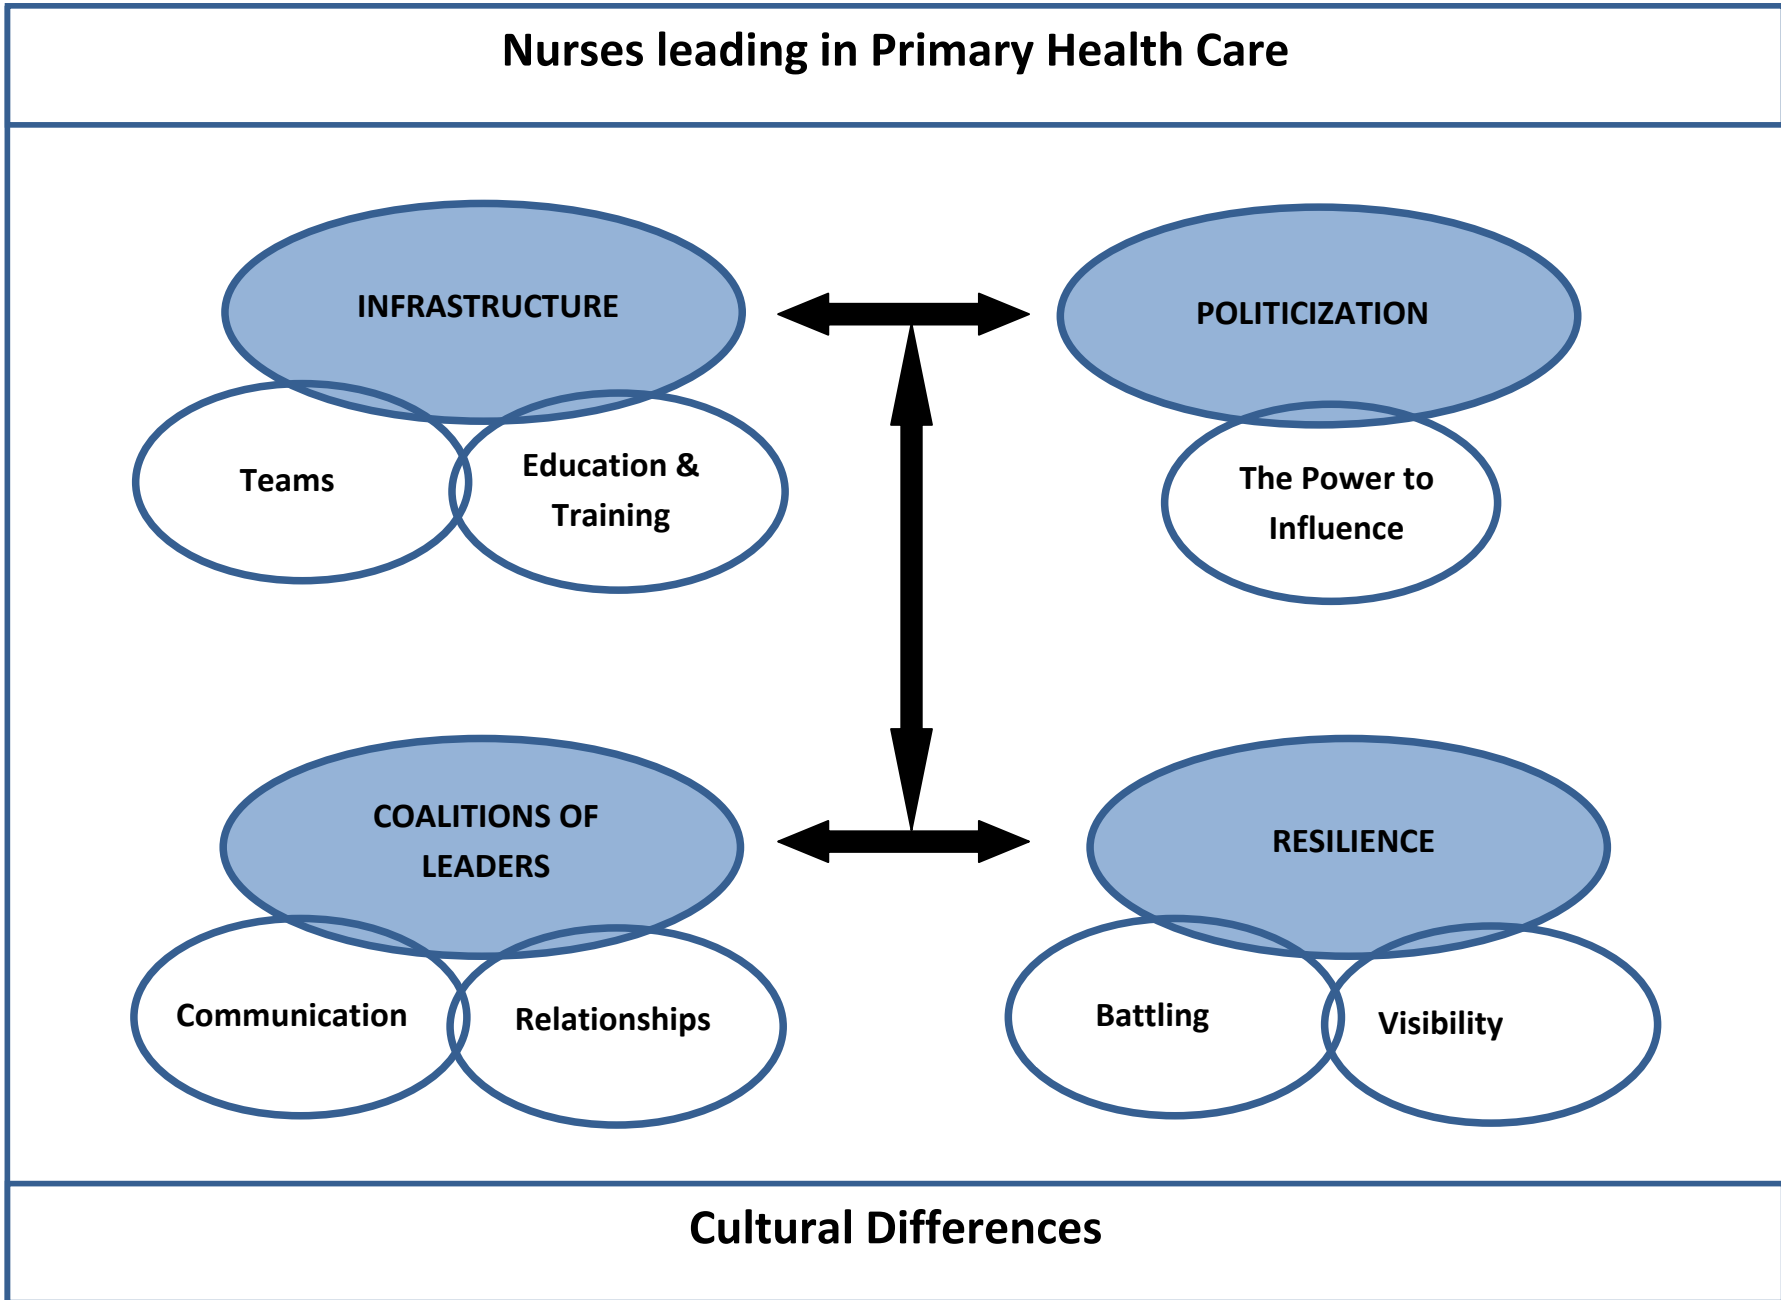 Nurses leading in Primary Health Care
INFRASTRUCTURE
POLITICIZATION
Teams
Education &
Training
The Power to
Influence
COALITIONS OF
LEADERS
RESILIENCE
Communication
Relationships
Battling
Visibility
Cultural Differences